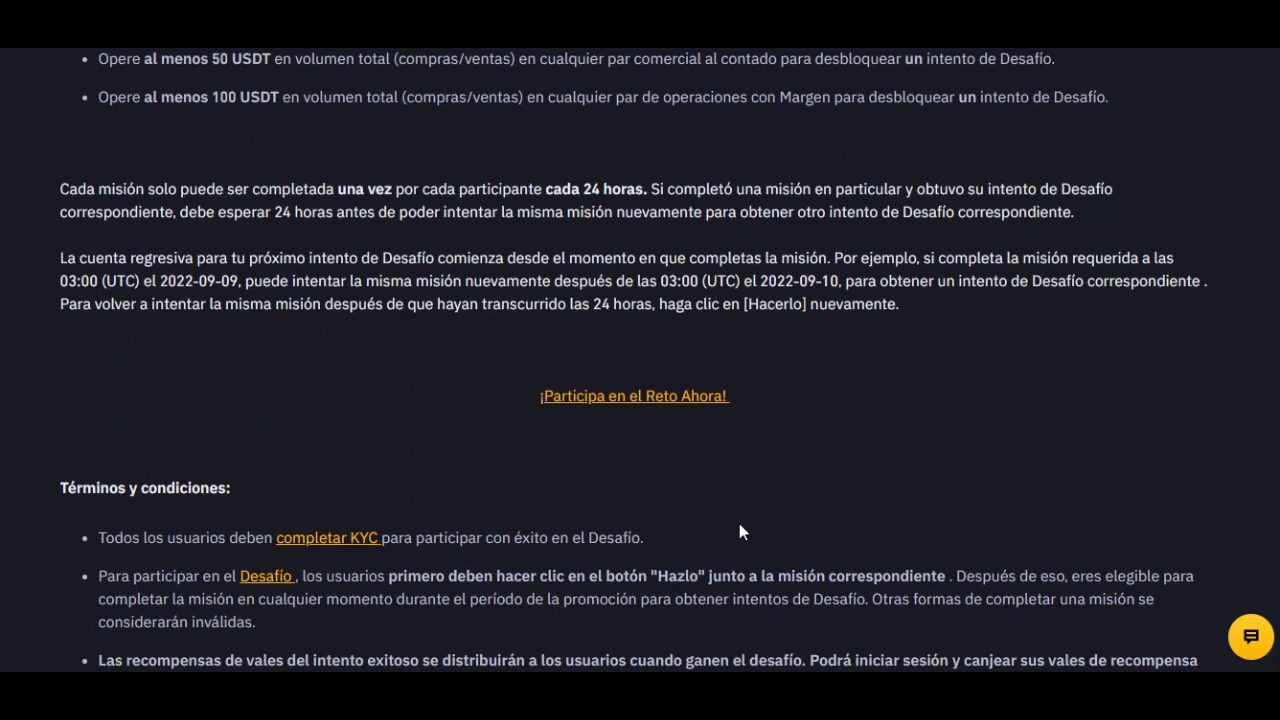 Opere al menos 50 USDT en volumen total (compras/ventas) en cualquier par comercial al contado para desbloquear un intento de Desafío.
Opere al menos 100 USDT en volumen total (compras/ventas) en cualquier par de operaciones con Margen para desbloquear un intento de Desafío.
Cada misión solo puede ser completada una vez por cada participante cada 24 horas. Si completó una misión en particular y obtuvo su intento de Desafío
correspondiente, debe esperar 24 horas antes de poder intentar la misma misión nuevamente para obtener otro intento de Desafío correspondiente.
La cuenta regresiva para tu próximo intento de Desafío comienza desde el momento en que completas la misión. Por ejemplo, si completa la misión requerida a las
03:00 (UTC) el 2022-09-09, puede intentar la misma misión nuevamente después de las 03:00 (UTC) el 2022-09-10, para obtener un intento de Desafío correspondiente .
Para volver a intentar la misma misión después de que hayan transcurrido las 24 horas, haga clic en [Hacerlo] nuevamente.
¡Participa en el Reto Ahora!
Términos y condiciones:
Todos los usuarios deben completar KYC para participar con éxito en el Desafío.
Para participar en el Desafío , los usuarios primero deben hacer clic en el botón "Hazlo" junto a la misión correspondiente . Después de eso, eres elegible para
completar la misión en cualquier momento durante el período de la promoción para obtener intentos de Desafío. Otras formas de completar una misión se
considerarán inválidas.
Las recompensas de vales del intento exitoso se distribuirán a los usuarios cuando ganen el desafío. Podrá iniciar sesión y canjear sus vales de recompensa